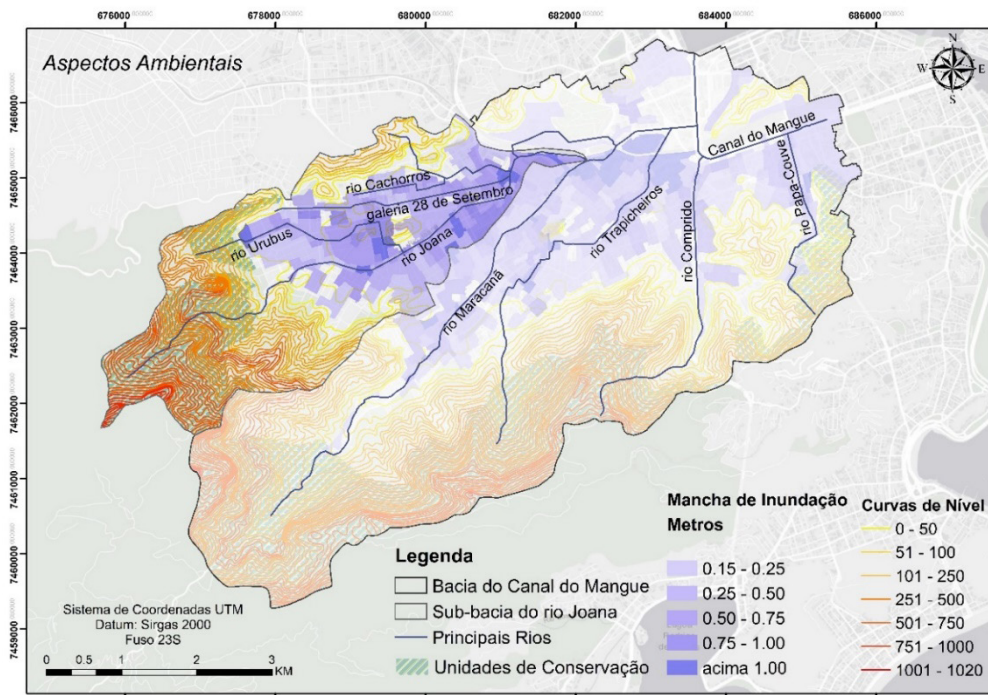 676000 678000 680000 682000 684000 686000
Aspectos Ambientais
N
W E
S
7466000
7465000
7464000
7463000
7462000
7461000
7460000
7459000
Canal do Mangue
rio Papa-Couve
rio Cachorros
galeria 28 de Setembro
rio Urubus
rio Joana
rio Trapicheiros
rio Comprido
rio Maracanã
Sistema de Coordenadas UTM
Datum: Sirgas 2000
Fuso 23S
0 0.5 1 2 3
KM
Legenda
Bacia do Canal do Mangue
Sub-bacia do rio Joana
Principais Rios
Unidades de Conservação
Mancha de Inundação
Metros
0.15 - 0.25
0.25 - 0.50
0.50 - 0.75
0.75 - 1.00
acima 1.00
Curvas de Nível
0 - 50
51 - 100
101 - 250
251 - 500
501 - 750
751 - 1000
1001 - 1020